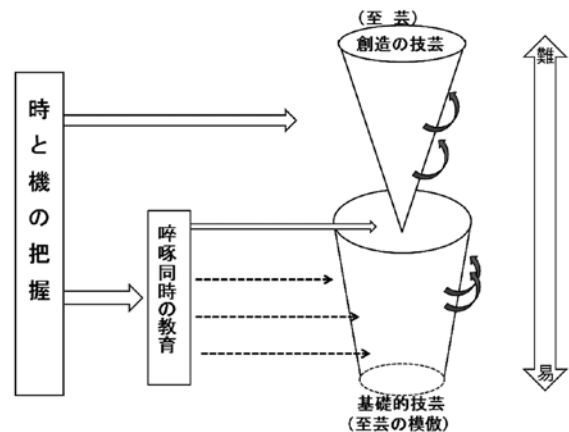 （至 芸）
創造の技芸
難
時と機の把握
啐啄同時の教育
易
基礎的技芸
（至芸の模倣）